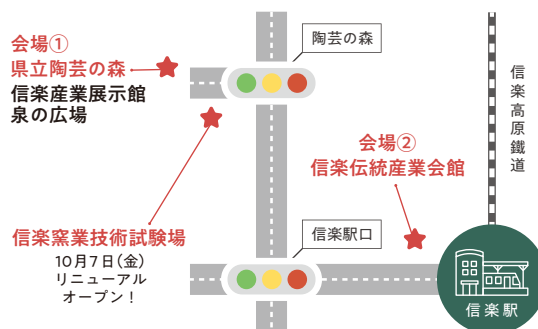 会場①
県立陶芸の森
信楽産業展示館
泉の広場
陶芸の森
信楽高原鐵道
会場②
信楽伝統産業会館
信楽窯業技術試験場
10月7日(金)
リニューアル
オープン！
信楽駅口
信楽駅